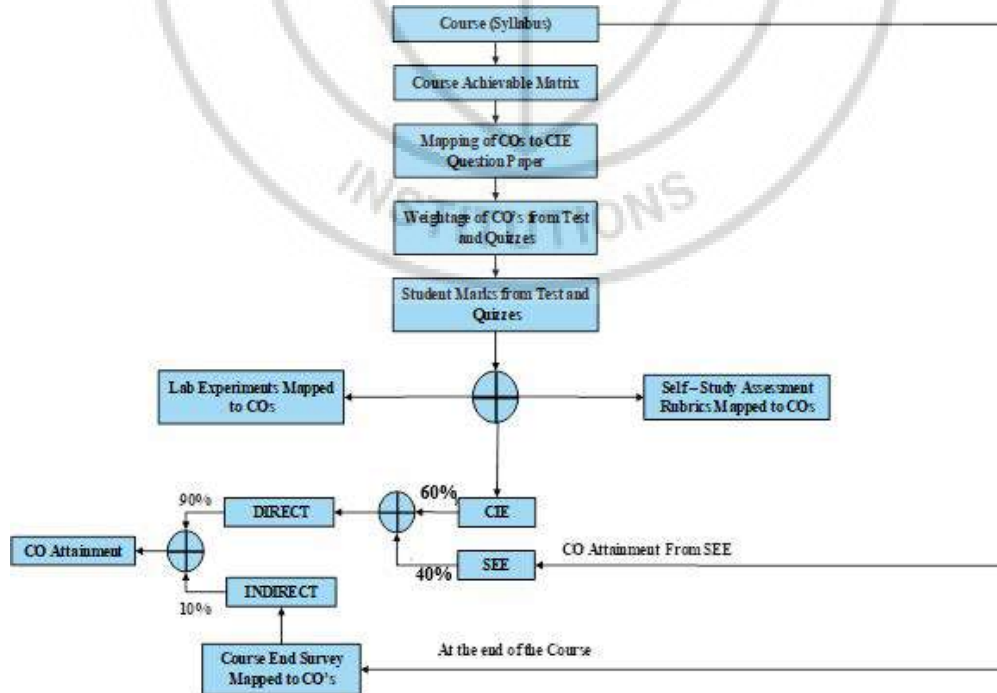 Course (Syllabus)
Course Achievable Matrix
Mapping of COs to CIE
Question Paper
INSTITUTIONS
Weightage of CO's from Test
and Quizzes
Student Marks from Test and
Quizzes
Lab Experiments Mapped
to COs
Self–Study Assessment
Rubrics Mapped to COs
90%
DIRECT
60%
CIE
CO Attainment
SEE
CO Attainment From SEE
40%
10%
INDIRECT
At the end of the Course
Course End Survey
Mapped to CO's